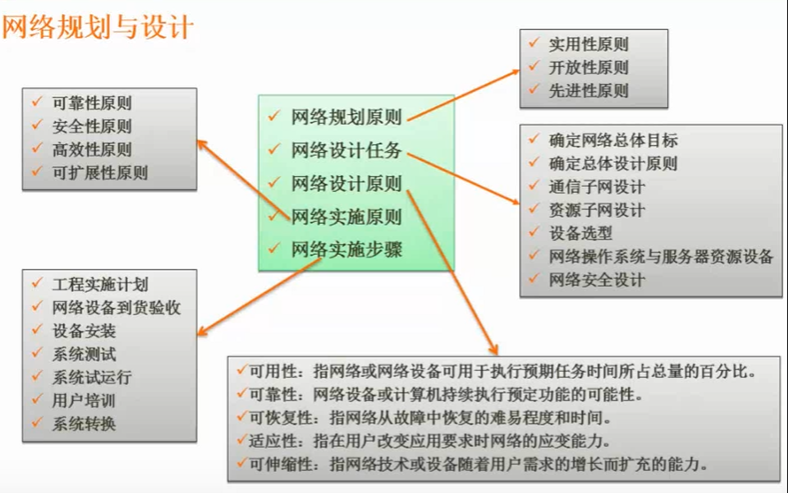 网络规划与设计
实用性原则
开放性原则
先进性原则
可靠性原则
安全性原则
高效性原则
可扩展性原则
网络规划原则
网络设计任务
网络设计原则
网络实施原则
网络实施步骤
确定网络总体目标
确定总体设计原则
通信子网设计
资源子网设计
设备选型
网络操作系统与服务器资源设备
网络安全设计
工程实施计划
网络设备到货验收
设备安装
系统测试
系统试运行
用户培训
系统转换
可用性：指网络或网络设备可用于执行预期任务时间所占总量的百分比。
可靠性：网络设备或计算机持续执行预定功能的可能性。
可恢复性：指网络从故障中恢复的难易程度和时间。
适应性：指在用户改变应用要求时网络的应变能力。
可伸缩性：指网络技术或设备随着用户需求的增长而扩充的能力。